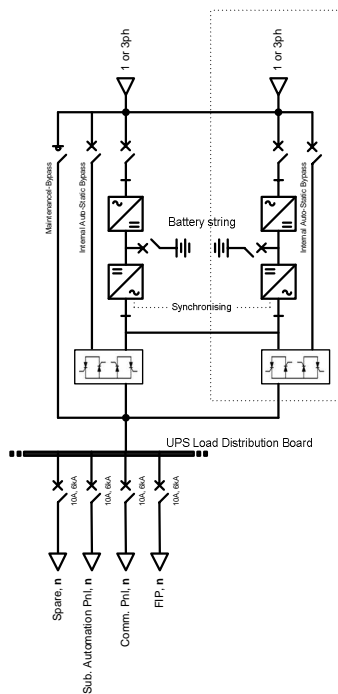 1 or 3ph
1 or 3ph
Maintenancel-Bypass
Internal Auto-Static Bypass
Internal Auto-Static Bypass
Battery string
Synchronising
UPS Load Distribution Board
10A, 6kA
10A, 6kA
10A, 6kA
10A, 6kA
Spare, n
Sub. Automation Pnl, n
Comm. Pnl, n
FIP, n